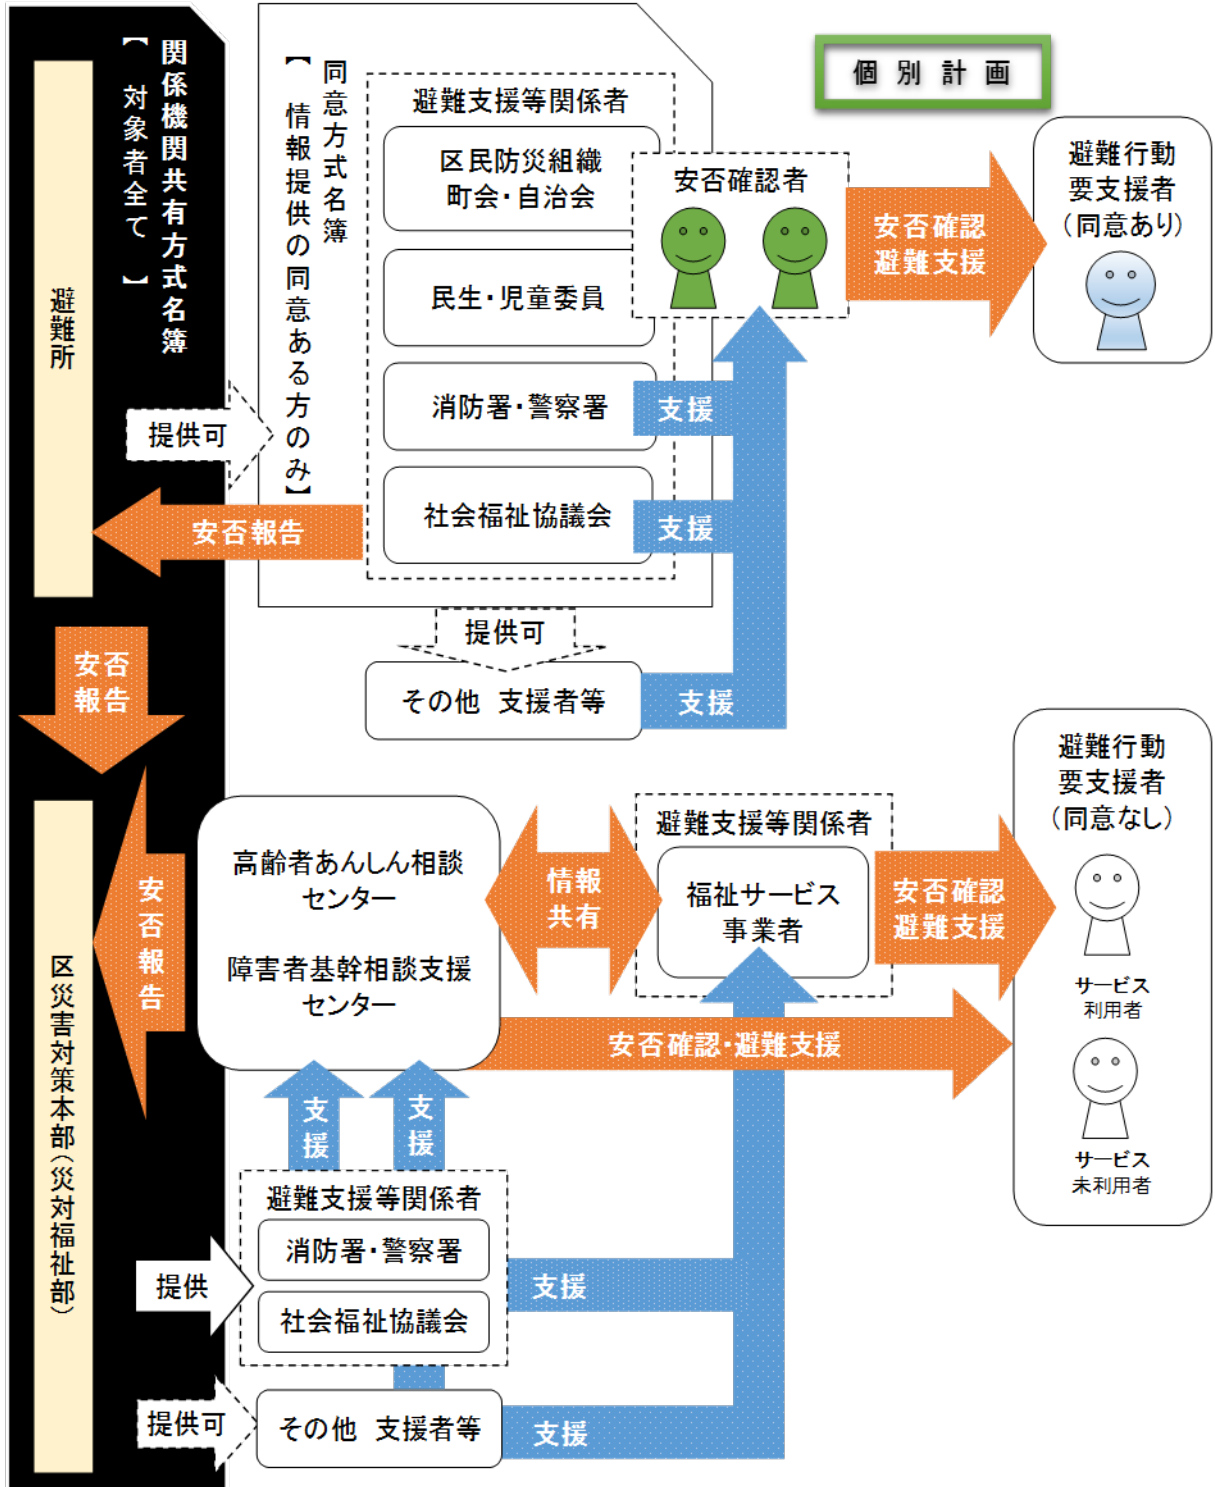 関係機関共有方式名簿
【 対象者全て 】
避難所
同意方式名簿
【 情報提供の同意ある方のみ】
避難支援等関係者
区民防災組織
町会・自治会
民生・児童委員
消防署・警察署
社会福祉協議会
安否確認者
個別計画
安否確認
避難支援
避難行動
要支援者
（同意あり）
提供可
支援
支援
安否報告
提供可
その他 支援者等
支援
安否
報告
避難行動
要支援者
（同意なし）
サービス
利用者
サービス
未利用者
区災害対策本部（災対福祉部）
安否報告
高齢者あんしん相談
センター
障害者基幹相談支援
センター
情報
共有
避難支援等関係者
福祉サービス
事業者
安否確認
避難支援
安否確認・避難支援
支援
支援
避難支援等関係者
消防署・警察署
社会福祉協議会
提供
支援
提供可
その他 支援者等
支援